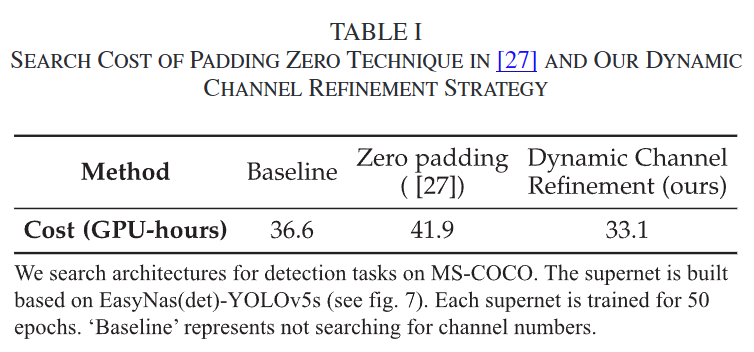 TABLE I
SEARCH COST OF PADDING ZERO TECHNIQUE IN [27] AND OUR DYNAMIC
CHANNEL REFINEMENT STRATEGY
Method Baseline Zero padding ( [27]) Dynamic Channel Refinement (ours)
Cost (GPU-hours) 36.6 41.9 33.1
We search architectures for detection tasks on MS-COCO. The supernet is built
based on EasyNas(det)-YOLOv5s (see fig. 7). Each supernet is trained for 50
epochs. ‘Baseline’ represents not searching for channel numbers.